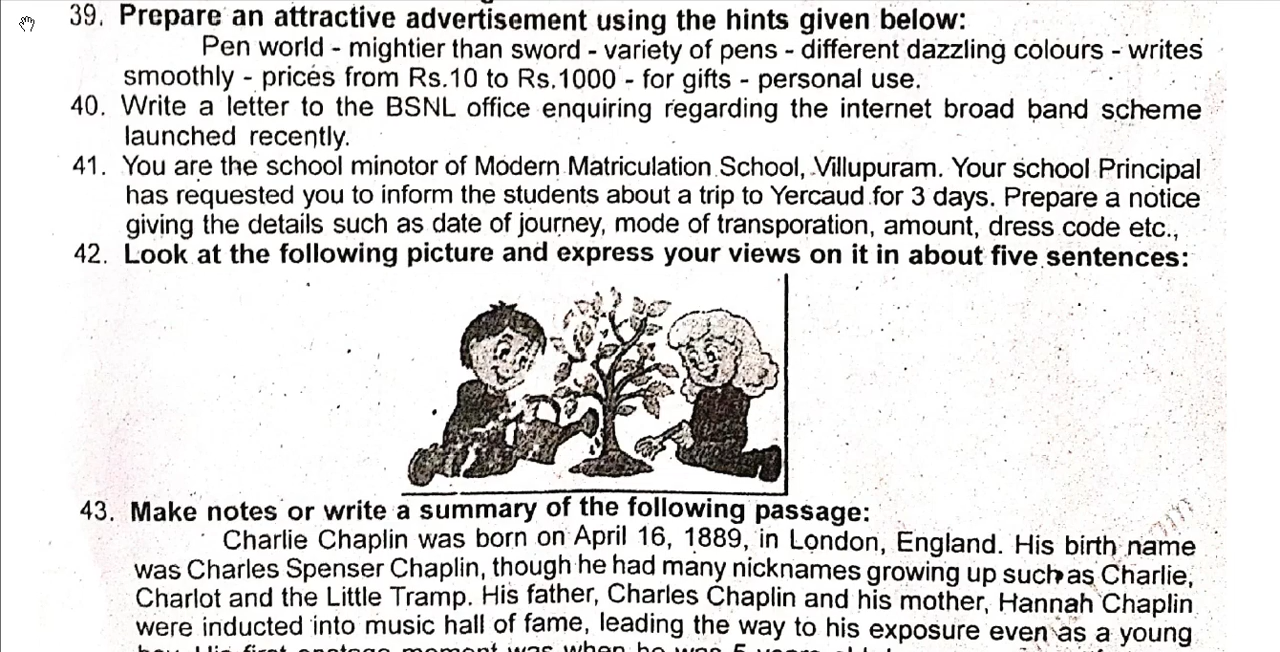 39. Prepare an attractive advertisement using the hints given below:
Pen world - mightier than sword - variety of pens - different dazzling colours - writes
smoothly - prices from Rs.10 to Rs.1000 - for gifts - personal use.
40. Write a letter to the BSNL office enquiring regarding the internet broad band scheme
launched recently.
41. You are the school minotor of Modern Matriculation School, Villupuram. Your school Principal
has requested you to inform the students about a trip to Yercaud for 3 days. Prepare a notice
giving the details such as date of journey, mode of transporation, amount, dress code etc.,
42. Look at the following picture and express your views on it in about five sentences:
43. Make notes or write a summary of the following passage:
Charlie Chaplin was born on April 16, 1889, in London, England. His birth name
was Charles Spenser Chaplin, though he had many nicknames growing up such as Charlie,
Charlot and the Little Tramp. His father, Charles Chaplin and his mother, Hannah Chaplin
were inducted into music hall of fame, leading the way to his exposure even as a young